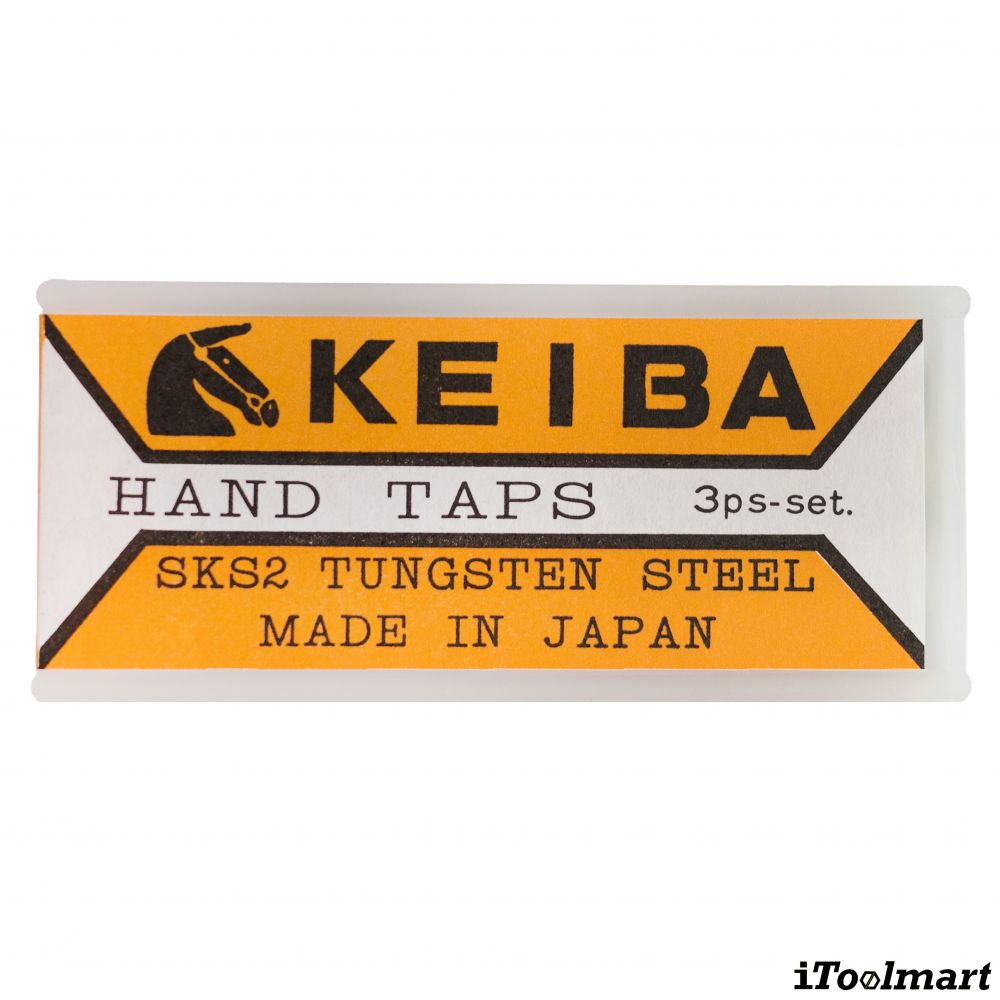 KEIBA
HAND TAPS 3ps-set.
SKS2 TUNGSTEN STEEL
MADE IN JAPAN
iToolmart